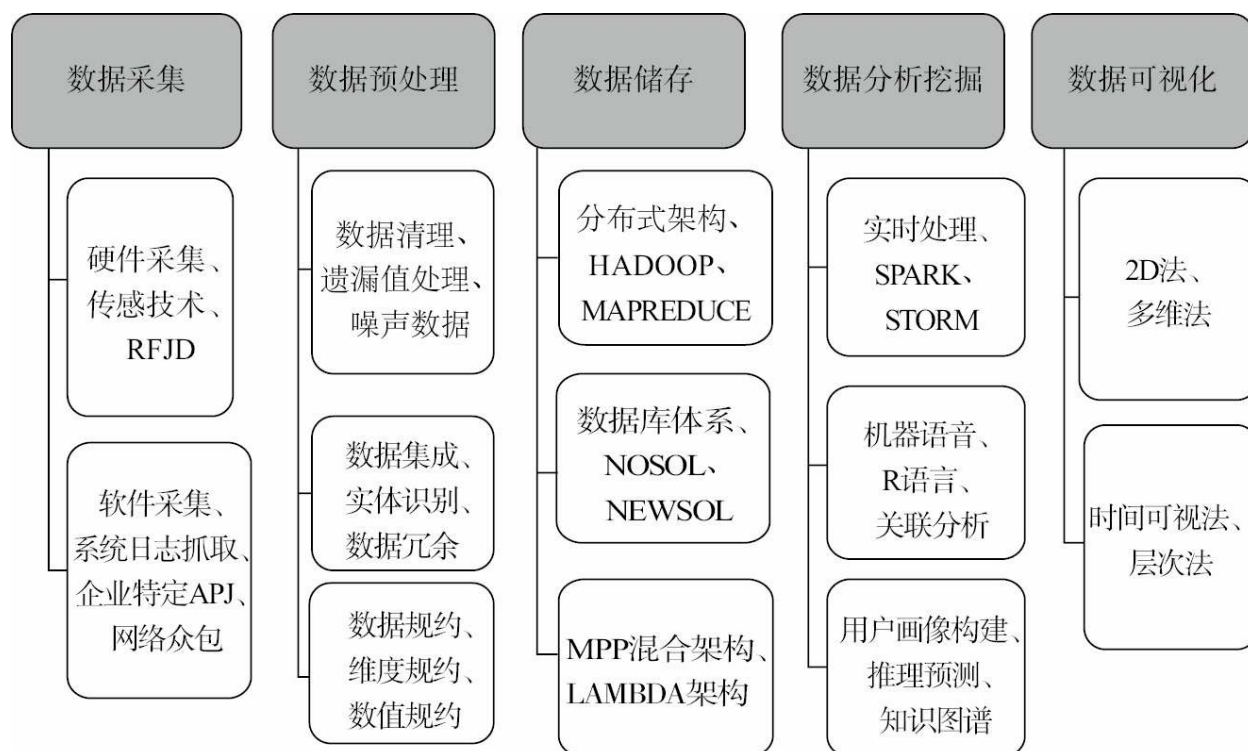 数据采集
硬件采集、
传感技术、
RFJD
软件采集、
系统日志抓取、
企业特定APJ、
网络众包
数据预处理
数据清理、
遗漏值处理、
噪声数据
数据集成、
实体识别、
数据冗余
数据规约、
维度规约、
数值规约
数据储存
分布式架构、
HADOOP、
MAPREDUCE
数据库体系、
NOSOL、
NEWSOL
MPP混合架构、
LAMBDA架构
数据分析挖掘
实时处理、
SPARK、
STORM
机器语音、
R语言、
关联分析
用户画像构建、
推理预测、
知识图谱
数据可视化
2D法、
多维法
时间可视法、
层次法